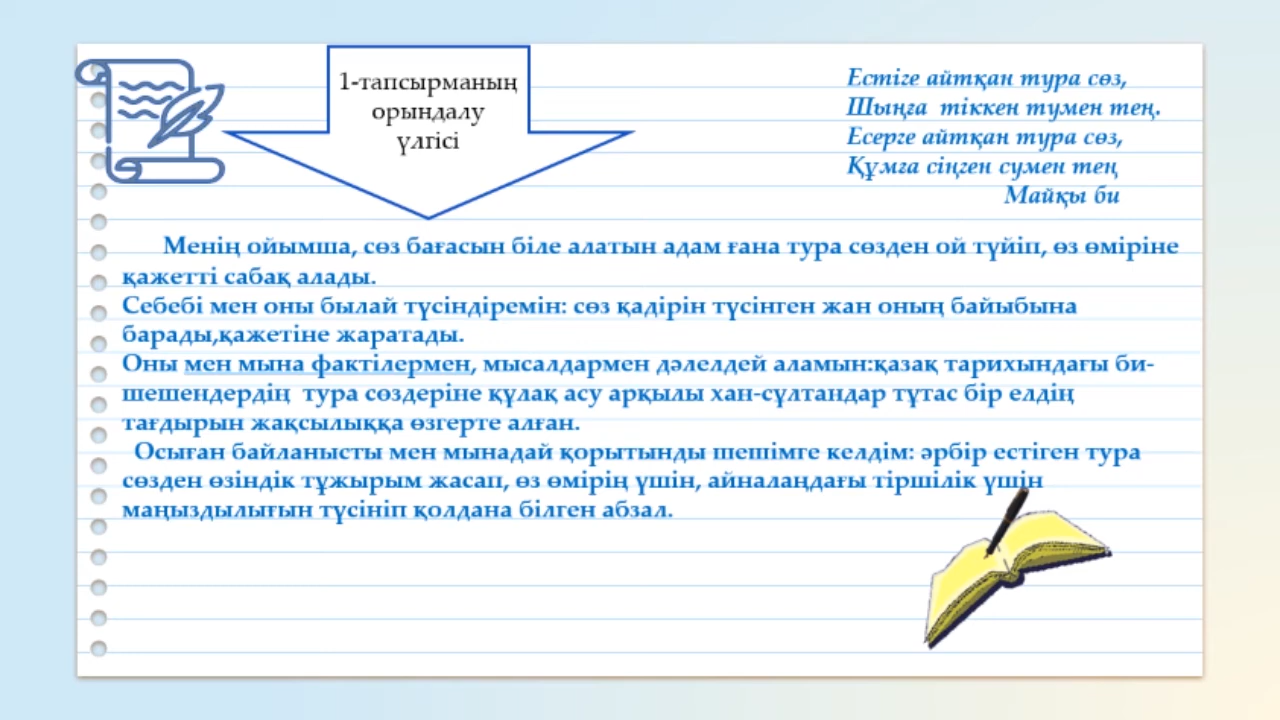 1-тапсырманың
орындалу
үлгісі
Естіге айтқан тура сөз,
Шыңға тіккен тумен тең.
Есерге айтқан тура сөз,
Құмға сіңген сумен тең
Майқы би
Менің ойымша, сөз бағасын біле алатын адам ғана тура сөзден ой түйіп, өз өміріне
қажетті сабақ алады.
Себебі мен оны былай түсіндіремін: сөз қадірін түсінген жан оның байыбына
барады,қажетіне жаратады.
Оны мен мына фактілермен, мысалдармен дәлелдей аламын:қазақ тарихындағы би-
шешендердің тура сөздеріне құлақ асу арқылы хан-сұлтандар тұтас бір елдің
тағдырын жақсылыққа өзгерте алған.
Осыған байланысты мен мынадай қорытынды шешімге келдім: әрбір естіген тура
сөзден өзіндік тұжырым жасап, өз өмірің үшін, айналаңдағы тіршілік үшін
маңыздылығын түсініп қолдана білген абзал.